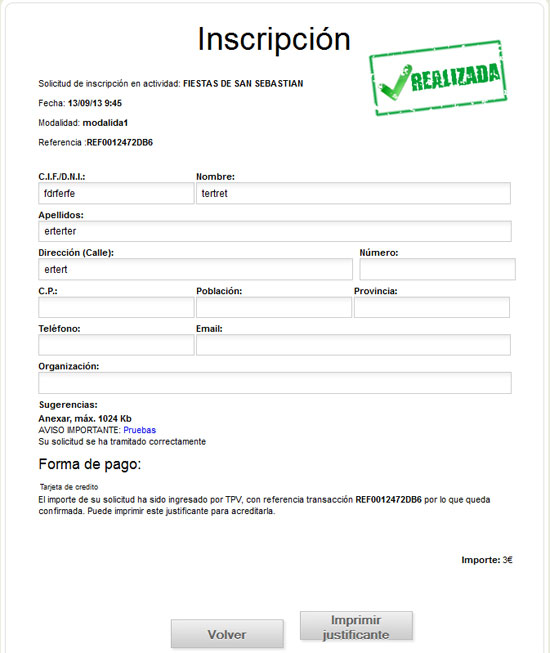 Inscripción
REALIZADA
Solicitud de inscripción en actividad: FIESTAS DE SAN SEBASTIAN
Fecha: 13/09/13 9:45
Modalidad: modalida1
Referencia :REF0012472DB6
C.I.F./D.N.I.: Nombre:
fdrferfe tertret
Apellidos:
erterter
Dirección (Calle): Número:
ertert
C.P.: Población: Provincia:
Teléfono: Email:
Organización:
Sugerencias:
Anexar, máx. 1024 Kb
AVISO IMPORTANTE: Pruebas
Su solicitud se ha tramitado correctamente
Forma de pago:
Tarjeta de credito
El importe de su solicitud ha sido ingresado por TPV, con referencia transacción REF0012472DB6 por lo que queda
confirmada. Puede imprimir este justificante para acreditarla.
Importe: 3€
Volver
Imprimir
justificante